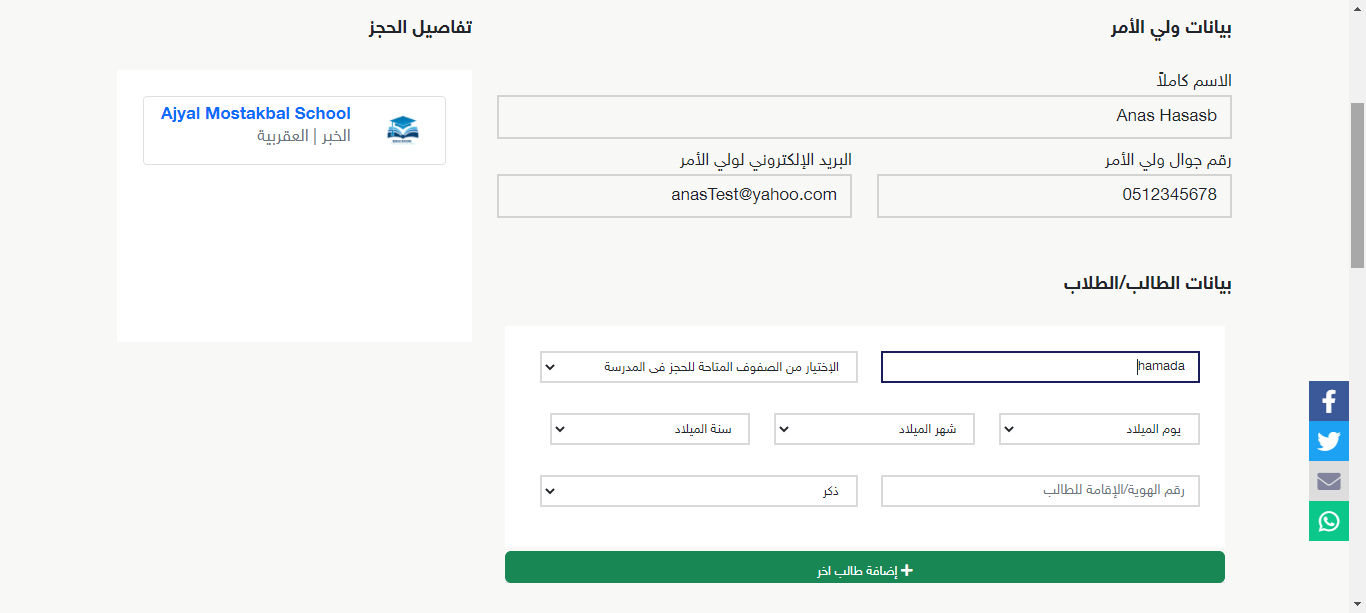 بيانات ولي الأمر
تفاصيل الحجز
الاسم كاملاً
Anas Hasasb
رقم جوال ولي الأمر
البريد الإلكتروني لولي الأمر
0512345678
anasTest@yahoo.com
Ajyal Mostakbal School
الخبر | العقربية
بيانات الطالب/الطلاب
hamada
الإختيار من الصفوف المتاحة للحجز فى المدرسة
يوم الميلاد
شهر الميلاد
سنة الميلاد
رقم الهوية/الإقامة للطالب
ذكر
إضافة طالب اخر